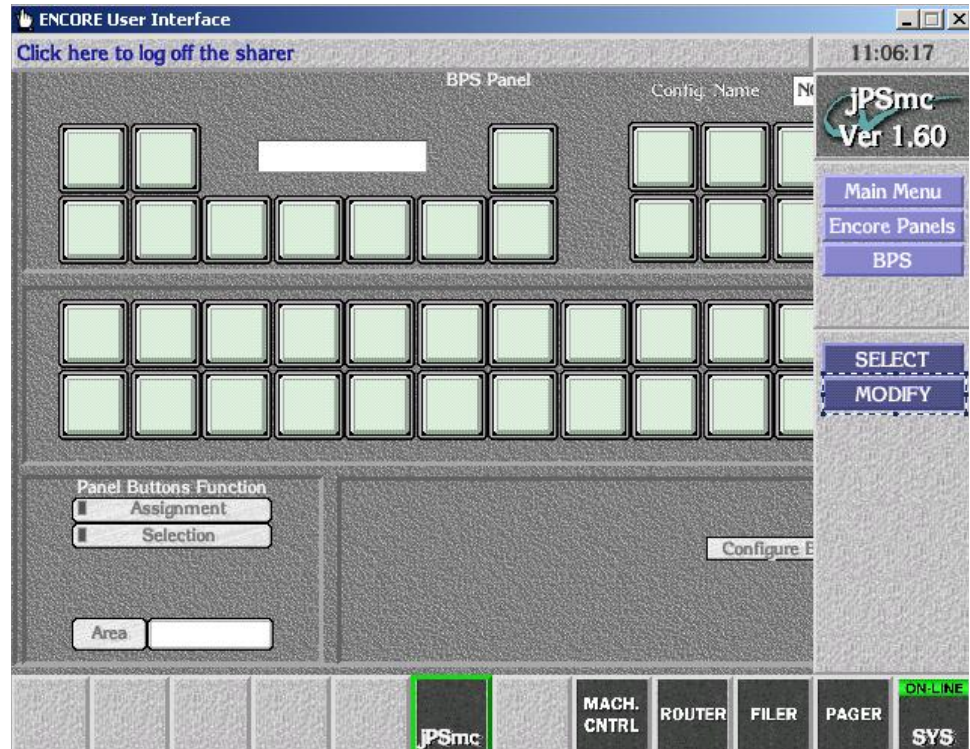 ENCORE User Interface
Click here to log off the sharer
11:06:17
BPS Panel
Config. Name
jPSmc
Ver 1.60
Main Menu
Encore Panels
BPS
SELECT
MODIFY
Panel Buttons Function
Assignment
Selection
Configure
Area
jPSmc
MACH.
CNTRL
ROUTER
FILER
PAGER
ON-LINE
SYS